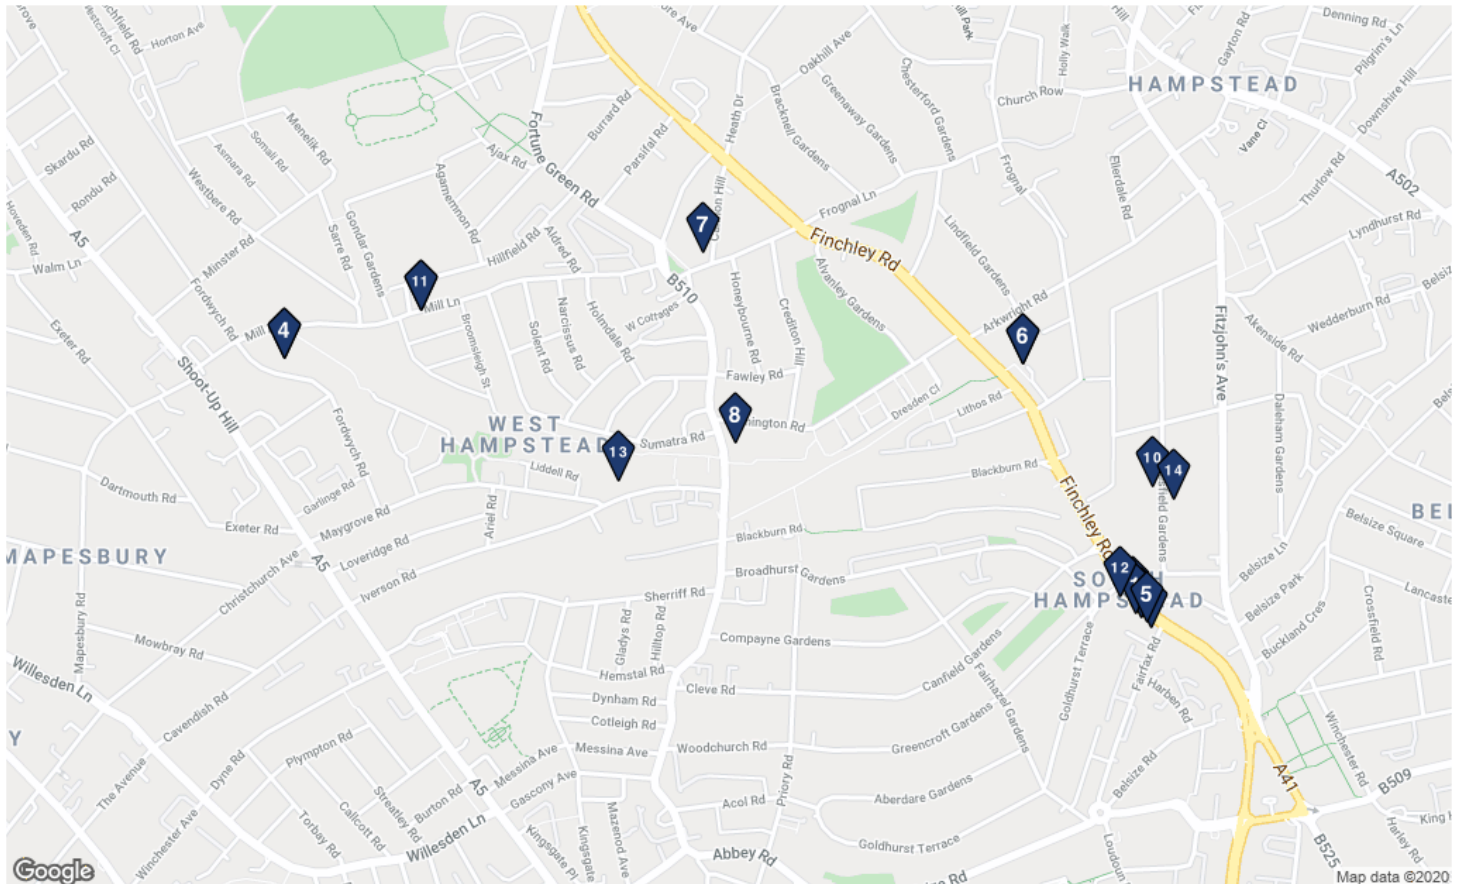 Horton Ave
Westcroft Cl
Burrard Rd
Heath Dr
Oakhill Ave
Chesterford Gardens
Holly Walk
Hill
Gayton Rd
Denning Rd
Pilgrim's Ln
HAMPSTEAD
Downshire Hill
Church Row
Greenaway Gardens
Bracknell Gardens
Menelik Rd
Somali Rd
Asmara Rd
Skardu Rd
Rondu Rd
Westbere Rd
Fortune Green Rd
Ajax Rd
Parsifal Rd
Vane Cl
A502
Frognal
Ellerdale Rd
Thurlow Rd
Lyndhurst Rd
Hoveden Rd
A5
Walm Ln
Minster Rd
Sarre Rd
Gondar Gardens
Agamemnon Rd
Hillfield Rd
Aldred Rd
7
Frognal Ln
Finchley Rd
Lindfield Gardens
11
Mill Ln
B510
Honeybourne Rd
Crediton Hill
Alvanley Gardens
Arkwright Rd
Fitzjohn's Ave
Akenside Rd
Wedderburn Rd
4
Fordwych Rd
Exeter Rd
Broomsleigh St
Solent Rd
Narcissus Rd
Holmdale Rd
W Cottages
6
Shoot-Up Hill
Fawley Rd
Dresden Cl
Lithos Rd
Daleham Gardens
Fordwych Rd
WEST
HAMPSTEAD
8
Sumatra Rd
13
Liddell Rd
Blackburn Rd
10
14
Finchley Rd
Dartmouth Rd
Garlinge Rd
Exeter Rd
Maygrove Rd
Ariel Rd
Loveridge Rd
Blackburn Rd
Belsize Square
Belsize Ln
MAPESBURY
Christchurch Ave
A5
Iverson Rd
Broadhurst Gardens
12
5
Belsize Park
Buckland Cres
Crossfield Rd
Sherriff Rd
Mapesbury Rd
Mowbray Rd
Gladys Rd
Hilltop Rd
Compayne Gardens
Canfield Gardens
Goldhurst Terrace
Fairfax Rd
Harben Rd
Willesden Ln
Hemstal Rd
Cleve Rd
Dynham Rd
Cotleigh Rd
Fairhazel Gardens
Greencroft Gardens
Winchester Rd
Cavendish Rd
Plympton Rd
Messina Ave
Messina Ave
Woodchurch Rd
Priory Rd
Belsize Rd
A41
B509
The Avenue
Dyne Rd
A5
Gascony Ave
Acol Rd
Aberdare Gardens
Winchester Ave
Torbay Rd
Callcott Rd
Streatley Rd
Burton Rd
Willesden Ln
Kingsgate Pl
Kingsgate
Mazenod Ave
Abbey Rd
Goldhurst Terrace
B525
Harley Rd
Google
Map data ©2020